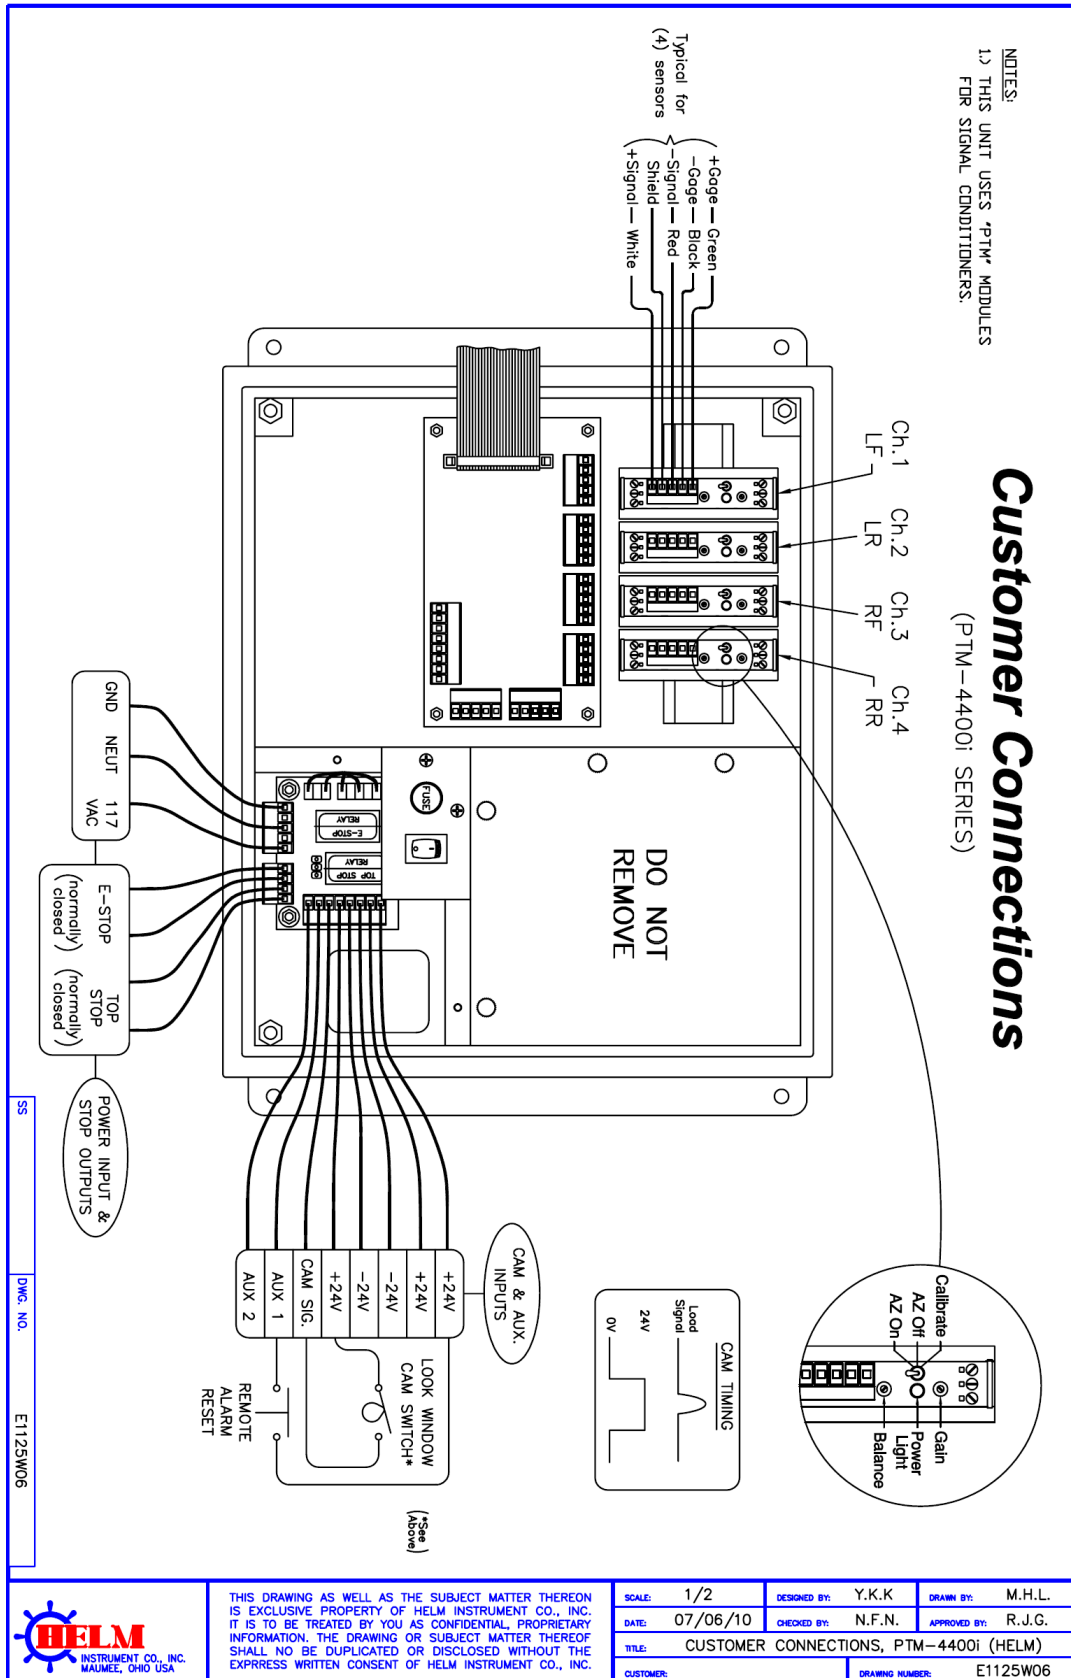 NOTES:
1.) THIS UNIT USES "PTM" MODULES
FOR SIGNAL CONDITIONERS.
Customer Connections
(PTM-4400i SERIES)
Typical for
(4) sensors
+Gage Green
-Gage Black
-Signal Red
Shield
+Signal White
Ch.1
LF
Ch.2
LR
Ch.3
RF
Ch.4
RR
Calibrate
AZ Off
AZ On
Gain
Power
Light
Balance
DO NOT
REMOVE
FUSE
E-STOP
RELAY
TOP STOP
RELAY
GND
NEUT
117
VAC
E-STOP
(normally
closed)
TOP
STOP
(normally
closed)
POWER INPUT &
STOP OUTPUTS
CAM & AUX.
INPUTS
+24V
+24V
-24V
-24V
+24V
CAM SIG.
AUX 1
AUX 2
LOOK WINDOW
CAM SWITCH*
REMOTE
ALARM
RESET
(*See
Above)
CAM TIMING
Load
Signal
24V
0V
SS
DWG. NO.
E1125W06
HELM
INSTRUMENT CO., INC.
MAUMEE, OHIO USA
THIS DRAWING AS WELL AS THE SUBJECT MATTER THEREON
IS EXCLUSIVE PROPERTY OF HELM INSTRUMENT CO., INC.
IT IS TO BE TREATED BY YOU AS CONFIDENTIAL, PROPRIETARY
INFORMATION. THE DRAWING OR SUBJECT MATTER THEREOF
SHALL NO BE DUPLICATED OR DISCLOSED WITHOUT THE
EXPRRESS WRITTEN CONSENT OF HELM INSTRUMENT CO., INC.
SCALE: 1/2
DESIGNED BY: Y.K.K
DRAWN BY: M.H.L.
DATE: 07/06/10
CHECKED BY: N.F.N.
APPROVED BY: R.J.G.
TITLE: CUSTOMER CONNECTIONS, PTM-4400i (HELM)
CUSTOMER:
DRAWING NUMBER: E1125W06